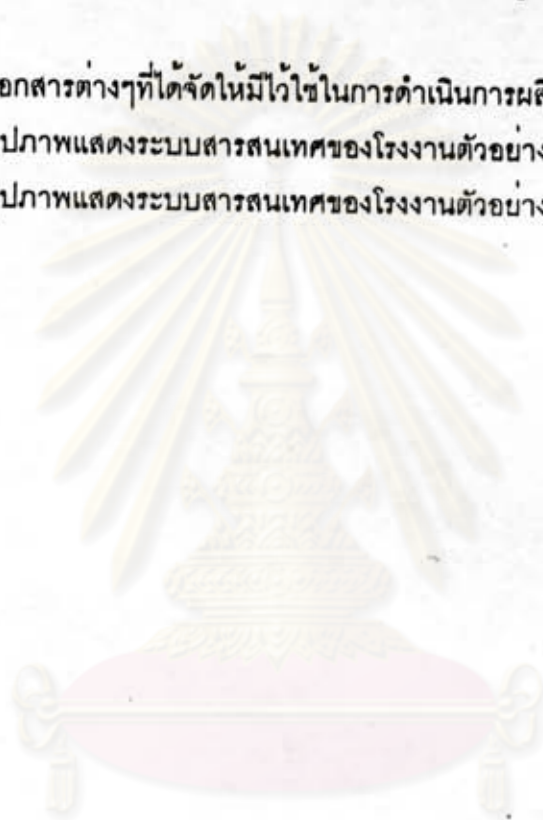 อกสารต่างๆที่ได้จัดให้มีไว้ใช้ในการดำเนินการผลิ
ปภาพแสดงระบบสารสนเทศของโรงงานตัวอย่าง
ปภาพแสดงระบบสารสนเทศของโรงงานตัวอย่าง